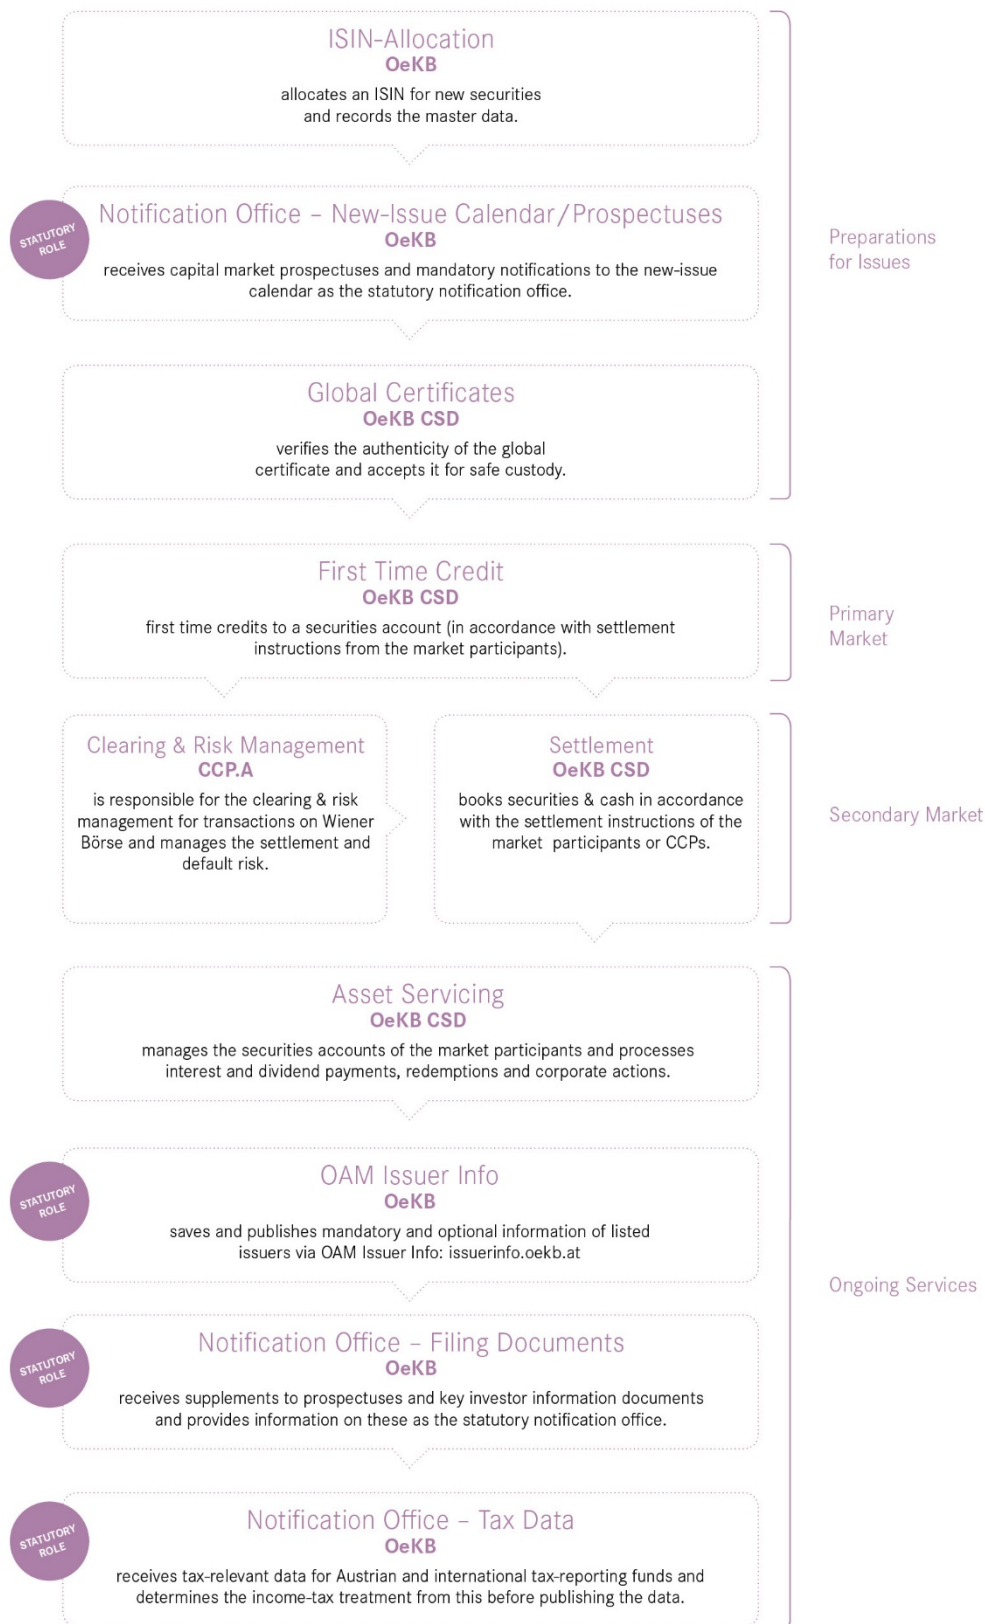 ISIN-Allocation
OeKB
allocates an ISIN for new securities
and records the master data.
STATUTORY
ROLE
Notification Office – New-Issue Calendar/Prospectuses
OeKB
receives capital market prospectuses and mandatory notifications to the new-issue
calendar as the statutory notification office.
Preparations
for Issues
Global Certificates
OeKB CSD
verifies the authenticity of the global
certificate and accepts it for safe custody.
First Time Credit
OeKB CSD
first time credits to a securities account (in accordance with settlement
instructions from the market participants).
Primary
Market
Clearing & Risk Management
CCP.A
is responsible for the clearing & risk
management for transactions on Wiener
Börse and manages the settlement and
default risk.
Settlement
OeKB CSD
books securities & cash in accordance
with the settlement instructions of the
market participants or CCPs.
Secondary Market
Asset Servicing
OeKB CSD
manages the securities accounts of the market participants and processes
interest and dividend payments, redemptions and corporate actions.
STATUTORY
ROLE
OAM Issuer Info
OeKB
saves and publishes mandatory and optional information of listed
issuers via OAM Issuer Info: issuerinfo.oekb.at
Ongoing Services
STATUTORY
ROLE
Notification Office – Filing Documents
OeKB
receives supplements to prospectuses and key investor information documents
and provides information on these as the statutory notification office.
STATUTORY
ROLE
Notification Office – Tax Data
OeKB
receives tax-relevant data for Austrian and international tax-reporting funds and
determines the income-tax treatment from this before publishing the data.